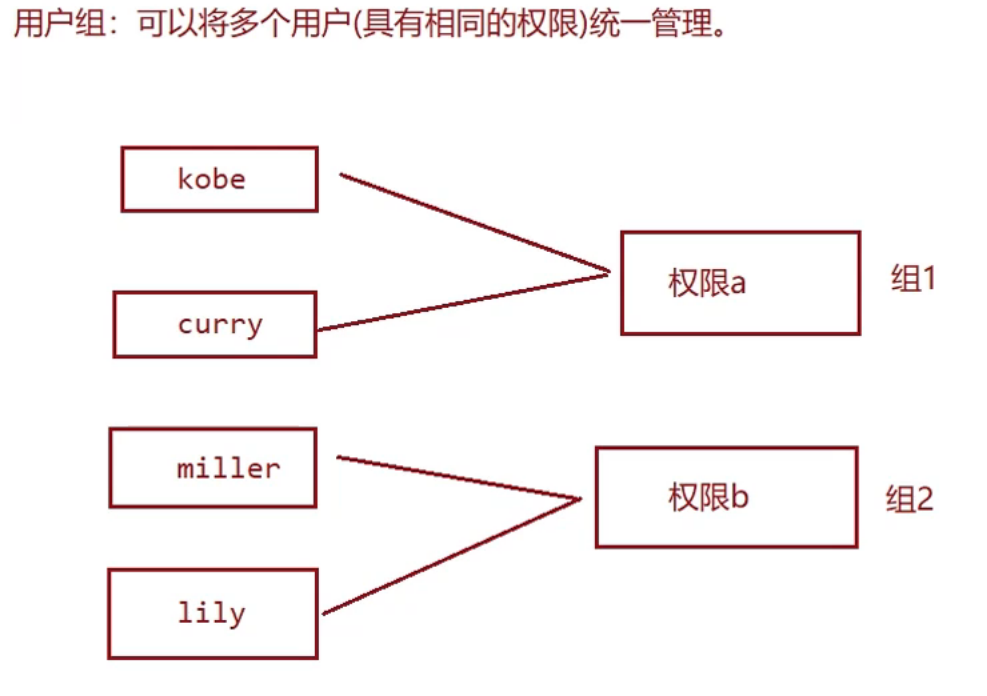 用户组：可以将多个用户(具有相同的权限)统一管理。
kobe
curry
权限a
组1
miller
lily
权限b
组2